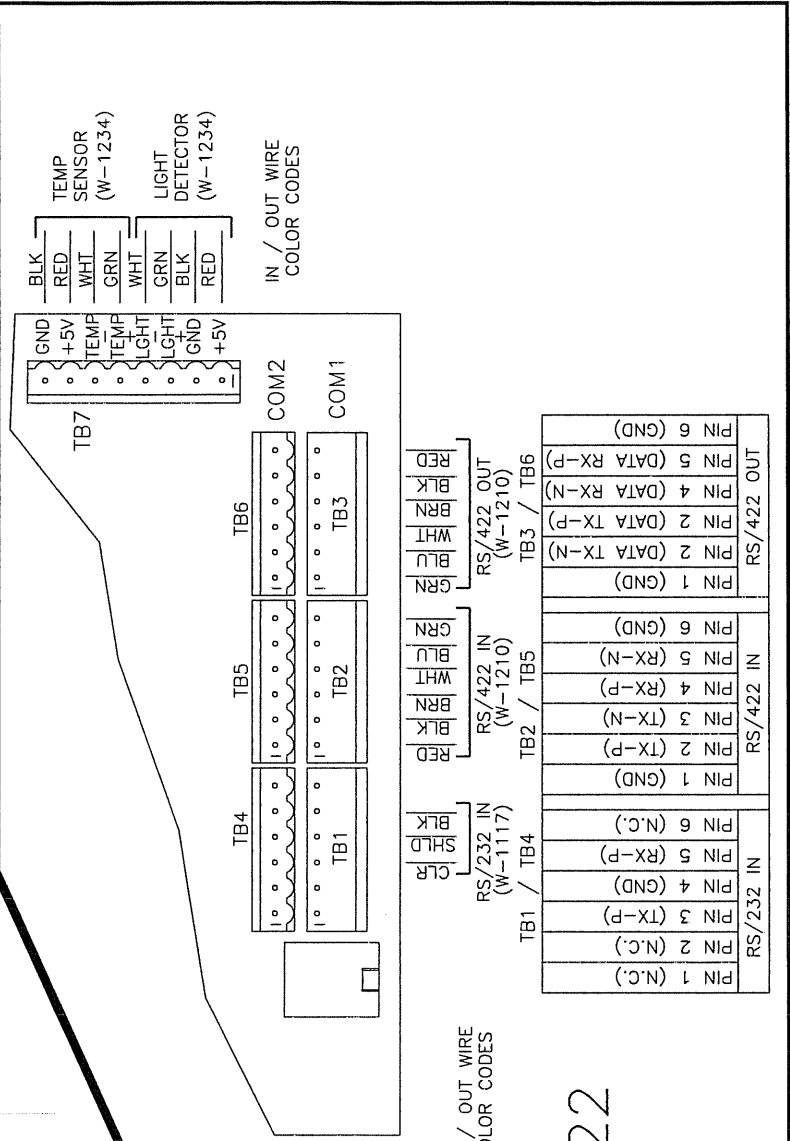 BLK
RED
WHT
GRN
WHT
GRN
BLK
RED
TEMP
SENSOR
(W-1234)
LIGHT
DETECTOR
(W-1234)
IN / OUT WIRE
COLOR CODES
GND
+5V
TEMP-
TEMP+
LGHT-
LGHT+
GND
+5V
TB7
COM2
COM1
TB4
TB5
TB6
TB1
TB2
TB3
CLR
SHLD
BLK
RS/232 IN
(W-1117)
TB1 / TB4
RED
BLK
BRN
WHT
BLU
GRN
RS/422 IN
(W-1210)
TB2 / TB5
GRN
BLU
WHT
BRN
BLK
RED
RS/422 OUT
(W-1210)
TB3 / TB6
PIN 1 (N.C.)
PIN 2 (N.C.)
PIN 3 (TX-P)
PIN 4 (GND)
PIN 5 (RX-P)
PIN 6 (N.C.)
RS/232 IN
PIN 1 (GND)
PIN 2 (TX-P)
PIN 3 (TX-N)
PIN 4 (RX-P)
PIN 5 (RX-N)
PIN 6 (GND)
RS/422 IN
PIN 1 (GND)
PIN 2 (DATA TX-N)
PIN 2 (DATA TX-P)
PIN 4 (DATA RX-N)
PIN 5 (DATA RX-P)
PIN 6 (GND)
RS/422 OUT
/ OUT WIRE
OLOR CODES
22